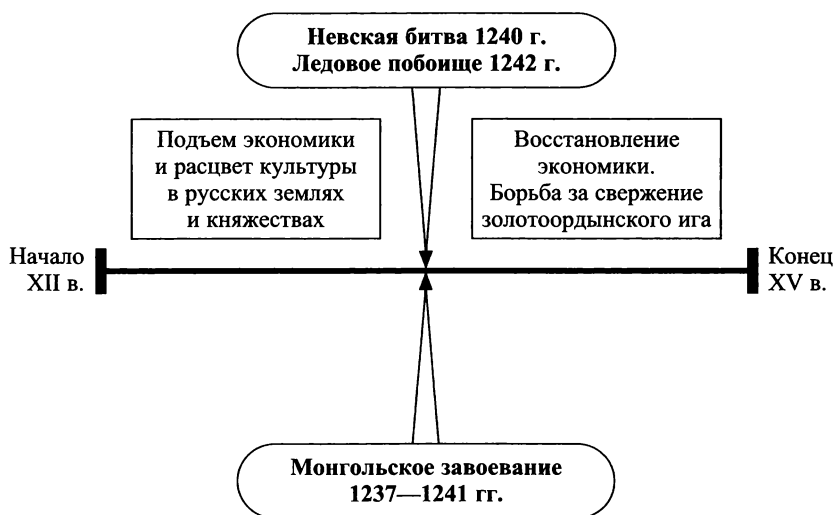 Невская битва 1240 г.
Ледовое побоище 1242 г.
Подъем экономики
и расцвет культуры
в русских землях
и княжествах
Восстановление
экономики.
Борьба за свержение
золотоордынского ига
Начало
XII в.
Конец
XV в.
Монгольское завоевание
1237—1241 гг.